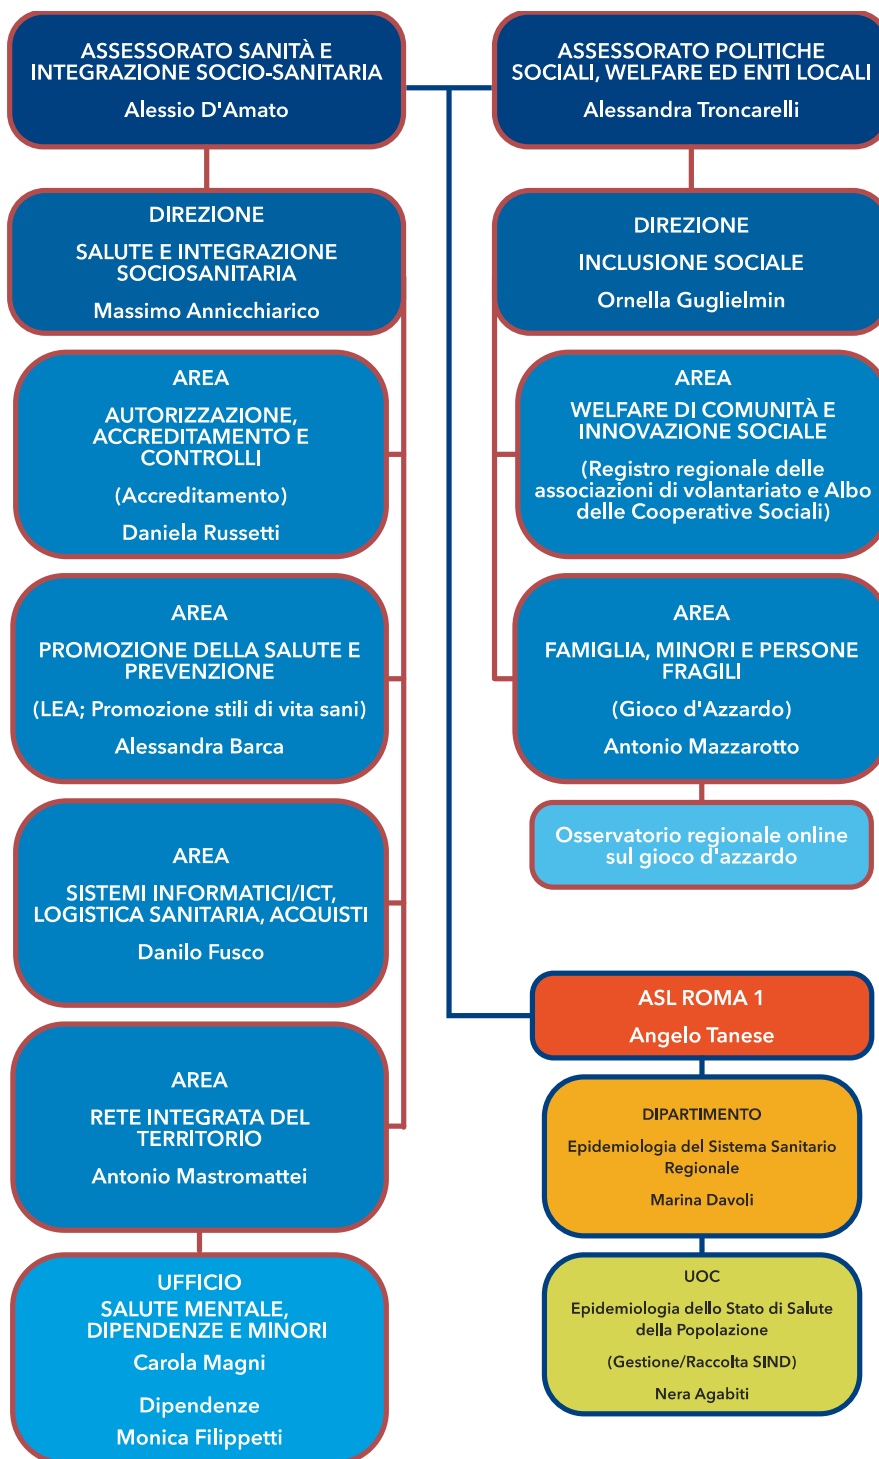 ASSESSORATO SANITÀ E
INTEGRAZIONE SOCIO-SANITARIA
Alessio D'Amato
DIREZIONE
SALUTE E INTEGRAZIONE
SOCIOSANITARIA
Massimo Annicchiarico
AREA
AUTORIZZAZIONE,
ACCREDITAMENTO E
CONTROLLI
(Accreditamento)
Daniela Russetti
AREA
PROMOZIONE DELLA SALUTE E
PREVENZIONE
(LEA; Promozione stili di vita sani)
Alessandra Barca
AREA
SISTEMI INFORMATICI/ICT,
LOGISTICA SANITARIA, ACQUISTI
Danilo Fusco
AREA
RETE INTEGRATA DEL
TERRITORIO
Antonio Mastromattei
UFFICIO
SALUTE MENTALE,
DIPENDENZE E MINORI
Carola Magni
Dipendenze
Monica Filippetti
ASSESSORATO POLITICHE
SOCIALI, WELFARE ED ENTI LOCALI
Alessandra Troncarelli
DIREZIONE
INCLUSIONE SOCIALE
Ornella Guglielmin
AREA
WELFARE DI COMUNITÀ E
INNOVAZIONE SOCIALE
(Registro regionale delle
associazioni di volantariato e Albo
delle Cooperative Sociali)
AREA
FAMIGLIA, MINORI E PERSONE
FRAGILI
(Gioco d'Azzardo)
Antonio Mazzarotto
Osservatorio regionale online
sul gioco d'azzardo
ASL ROMA 1
Angelo Tanese
DIPARTIMENTO
Epidemiologia del Sistema Sanitario
Regionale
Marina Davoli
UOC
Epidemiologia dello Stato di Salute
della Popolazione
(Gestione/Raccolta SIND)
Nera Agabiti